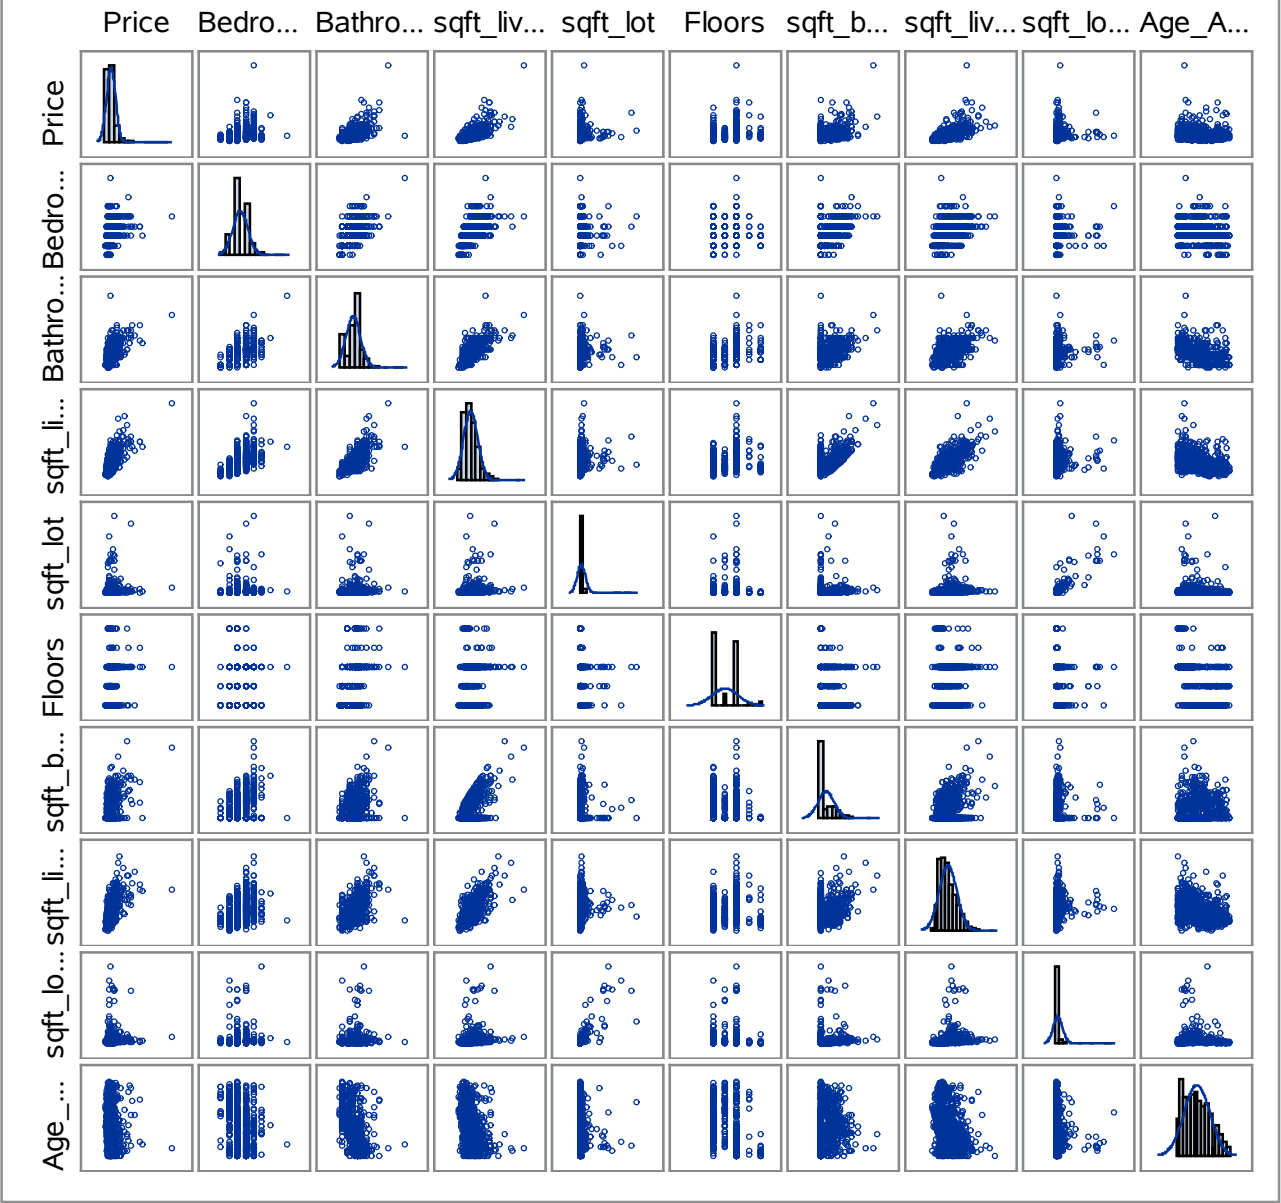 Price Bedro... Bathro... sqft_liv... sqft_lot Floors sqft_b... sqft_liv... sqft_lo... Age_A...
Price
Bedro...
Bathro...
sqft_li...
sqft_lot
Floors
sqft_b...
sqft_li...
sqft_lo...
Age_...